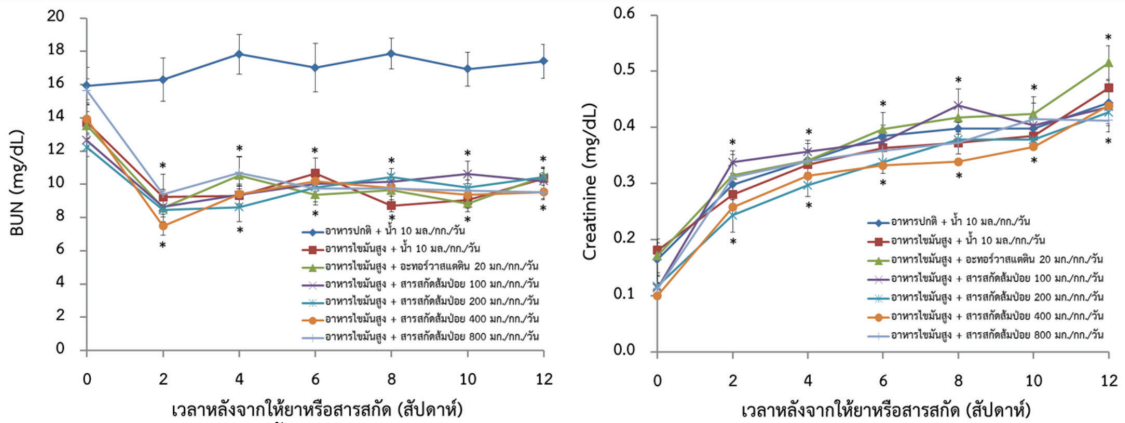 20
18
16
14
12
10
8
6
4
2
0
BUN (mg/dL)
* * * * * *
* * * * * *
อาหารปกติ + น้ำ 10 มล./กก./วัน
อาหารไขมันสูง + น้ำ 10 มล./กก./วัน
อาหารไขมันสูง + อะทอร์วาสแตติน 20 มก./กก./วัน
อาหารไขมันสูง + สารสกัดส้มป่อย 100 มก./กก./วัน
อาหารไขมันสูง + สารสกัดส้มป่อย 200 มก./กก./วัน
อาหารไขมันสูง + สารสกัดส้มป่อย 400 มก./กก./วัน
อาหารไขมันสูง + สารสกัดส้มป่อย 800 มก./กก./วัน
0 2 4 6 8 10 12
เวลาหลังจากให้ยาหรือสารสกัด (สัปดาห์)
0.6
0.5
0.4
0.3
0.2
0.1
0.0
Creatinine (mg/dL)
* * * * * *
* * * * * *
อาหารปกติ + น้ำ 10 มล./กก./วัน
อาหารไขมันสูง + น้ำ 10 มล./กก./วัน
อาหารไขมันสูง + อะทอร์วาสแตติน 20 มก./กก./วัน
อาหารไขมันสูง + สารสกัดส้มป่อย 100 มก./กก./วัน
อาหารไขมันสูง + สารสกัดส้มป่อย 200 มก./กก./วัน
อาหารไขมันสูง + สารสกัดส้มป่อย 400 มก./กก./วัน
อาหารไขมันสูง + สารสกัดส้มป่อย 800 มก./กก./วัน
0 2 4 6 8 10 12
เวลาหลังจากให้ยาหรือสารสกัด (สัปดาห์)